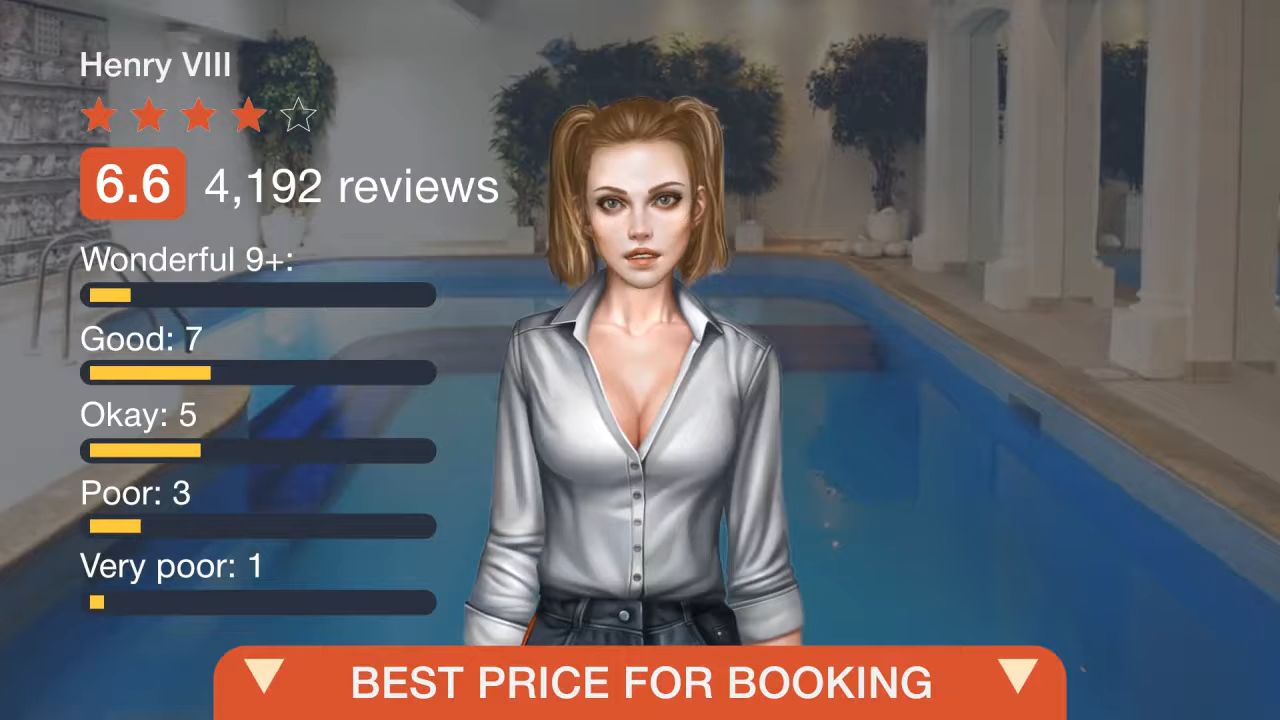 Henry VIII
6.6 4,192 reviews
Wonderful 9+:
Good: 7
Okay: 5
Poor: 3
Very poor: 1
BEST PRICE FOR BOOKING